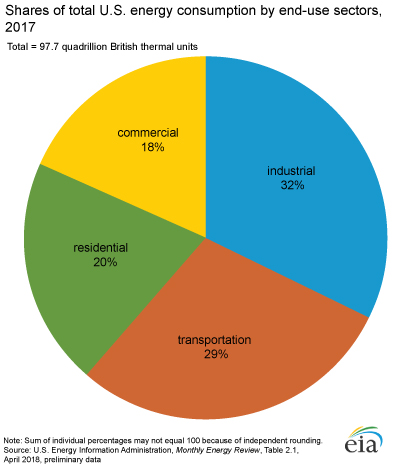 Shares of total U.S. energy consumption by end-use sectors,
2017
Total = 97.7 quadrillion British thermal units
commercial
18%
industrial
32%
residential
20%
transportation
29%
Note: Sum of individual percentages may not equal 100 because of independent rounding.
Source: U.S. Energy Information Administration, Monthly Energy Review, Table 2.1,
April 2018, preliminary data
eia